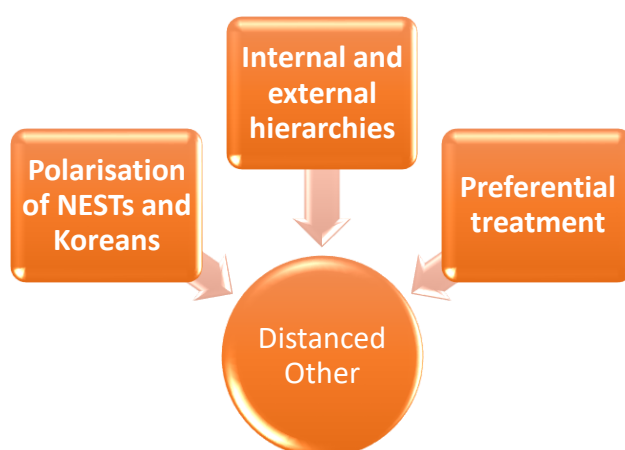 Internal and
external
hierarchies
Polarisation
of NESTs and
Koreans
Preferential
treatment
Distanced
Other